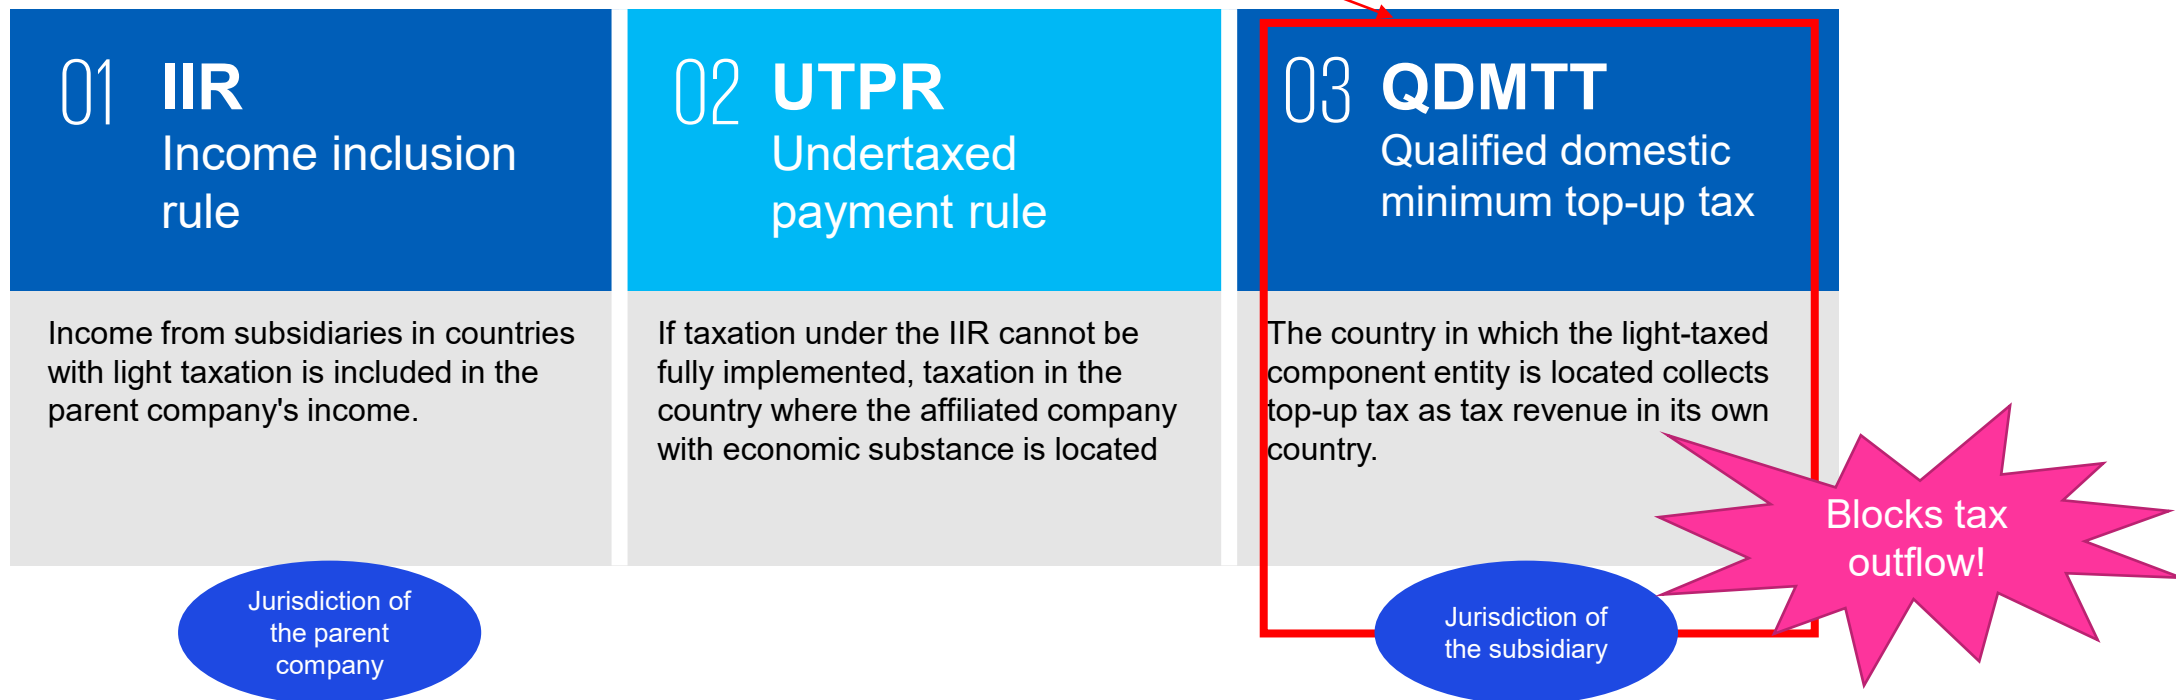 01 IIR
Income inclusion
rule
Income from subsidiaries in countries
with light taxation is included in the
parent company's income.
Jurisdiction of
the parent
company
02 UTPR
Undertaxed
payment rule
If taxation under the IIR cannot be
fully implemented, taxation in the
country where the affiliated company
with economic substance is located
03 QDMTT
Qualified domestic
minimum top-up tax
The country in which the light-taxed
component entity is located collects
top-up tax as tax revenue in its own
country.
Jurisdiction of
the subsidiary
Blocks tax
outflow!